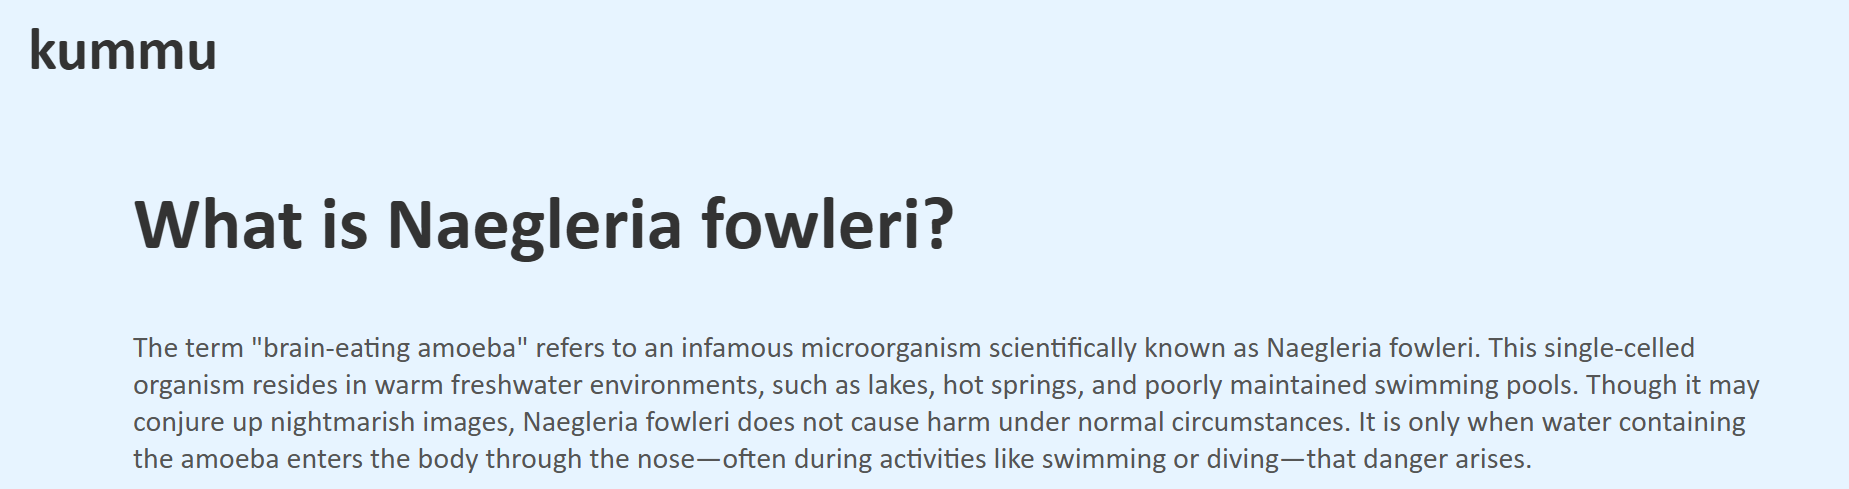 kummu
What is Naegleria fowleri?
The term "brain-eating amoeba" refers to an infamous microorganism scientifically known as Naegleria fowleri. This single-celled
organism resides in warm freshwater environments, such as lakes, hot springs, and poorly maintained swimming pools. Though it may
conjure up nightmarish images, Naegleria fowleri does not cause harm under normal circumstances. It is only when water containing
the amoeba enters the body through the nose—often during activities like swimming or diving—that danger arises.